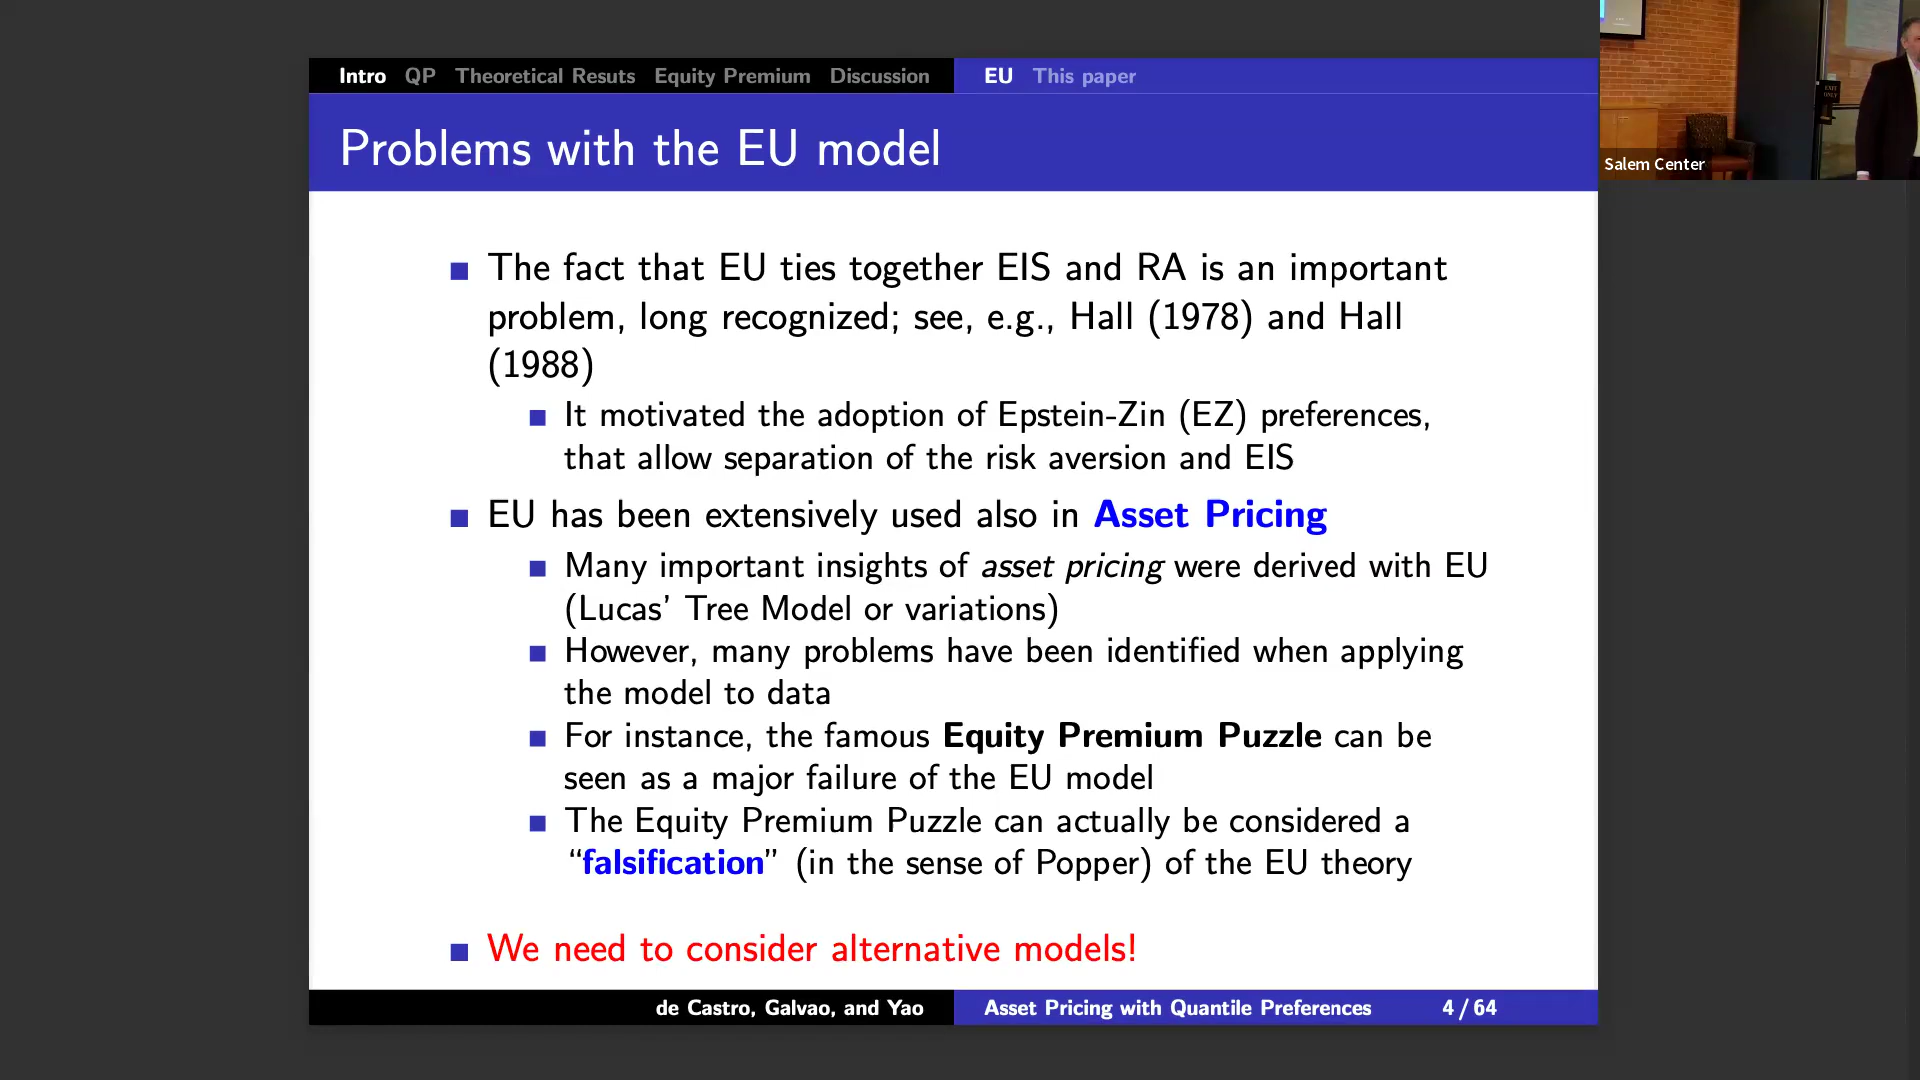 Intro QP Theoretical Resuts Equity Premium Discussion EU This paper
Problems with the EU model
Salem Center
The fact that EU ties together EIS and RA is an important
problem, long recognized; see, e.g., Hall (1978) and Hall
(1988)
It motivated the adoption of Epstein-Zin (EZ) preferences,
that allow separation of the risk aversion and EIS
EU has been extensively used also in Asset Pricing
Many important insights of asset pricing were derived with EU
(Lucas' Tree Model or variations)
However, many problems have been identified when applying
the model to data
For instance, the famous Equity Premium Puzzle can be
seen as a major failure of the EU model
The Equity Premium Puzzle can actually be considered a
“falsification” (in the sense of Popper) of the EU theory
We need to consider alternative models!
de Castro, Galvao, and Yao Asset Pricing with Quantile Preferences 4 / 64